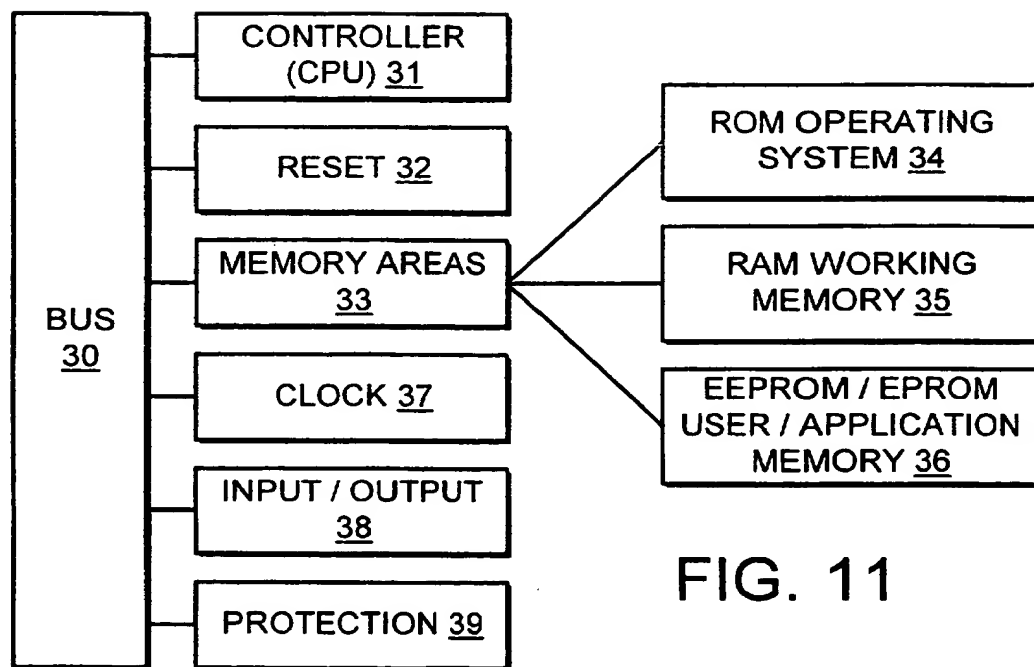 BUS
30
CONTROLLER
(CPU) 31
RESET 32
MEMORY AREAS
33
CLOCK 37
INPUT / OUTPUT
38
PROTECTION 39
ROM OPERATING
SYSTEM 34
RAM WORKING
MEMORY 35
EEPROM / EPROM
USER / APPLICATION
MEMORY 36
FIG. 11